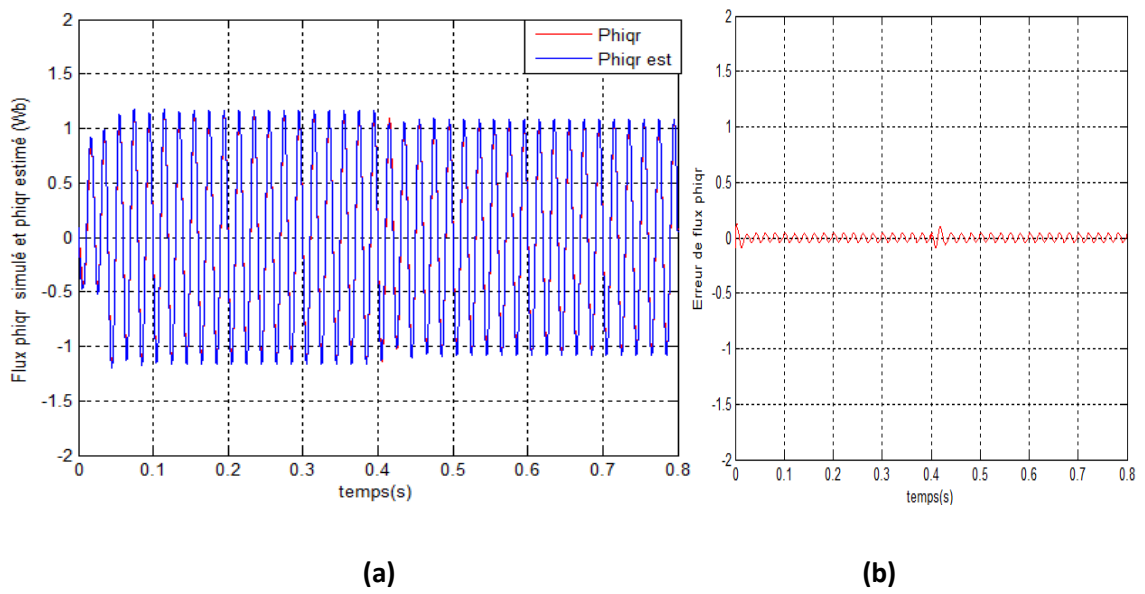 Phiqr
Phiqr est
Flux phiqr simulé et phiqr estimé (Wb)
2
1.5
1
0.5
0
-0.5
-1
-1.5
-2
0 0.1 0.2 0.3 0.4 0.5 0.6 0.7 0.8
temps(s)
(a)
Erreur de flux phiqr
2
1.5
1
0.5
0
-0.5
-1
-1.5
-2
0 0.1 0.2 0.3 0.4 0.5 0.6 0.7 0.8
temps(s)
(b)